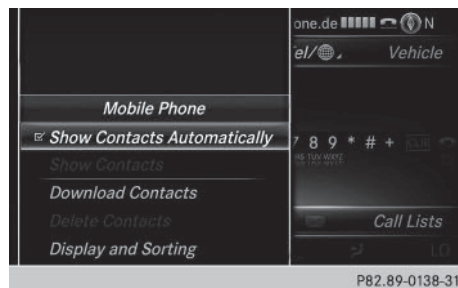 one.de N
el/ Vehicle
Mobile Phone
Show Contacts Automatically
7 8 9 * # + CLR
Show Contacts
Download Contacts
Call Lists
Delete Contacts
Display and Sorting
P82.89-0138-31